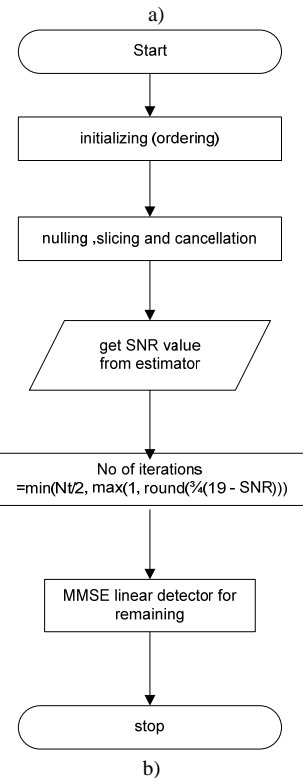 a)
Start
initializing (ordering)
nulling ,slicing and cancellation
get SNR value
from estimator
No of iterations
=min(Nt/2, max(1, round(¾(19 - SNR)))
MMSE linear detector for
remaining
stop
b)